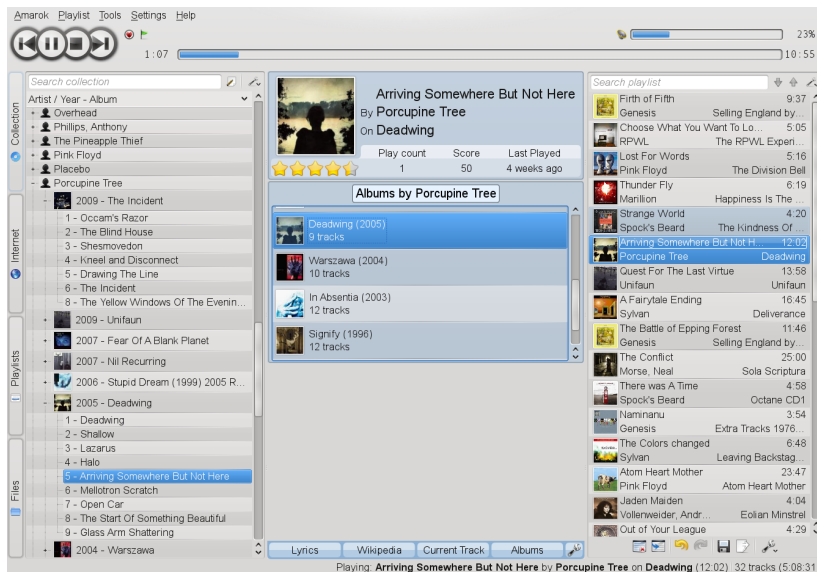 Amarok Playlist Tools Settings Help
23%
1:07
10:55
Collection
Internet
Playlists
Files
Search collection
Artist / Year - Album
Overhead
Phillips, Anthony
The Pineapple Thief
Pink Floyd
Placebo
Porcupine Tree
2009 - The Incident
1 - Occam's Razor
2 - The Blind House
3 - Shesmovedon
4 - Kneel and Disconnect
5 - Drawing The Line
6 - The Incident
8 - The Yellow Windows Of The Evenin...
2009 - Unifaun
2007 - Fear Of A Blank Planet
2007 - Nil Recurring
2006 - Stupid Dream (1999) 2005 R...
2005 - Deadwing
1 - Deadwing
2 - Shallow
3 - Lazarus
4 - Halo
5 - Arriving Somewhere But Not Here
6 - Mellotron Scratch
7 - Open Car
8 - The Start Of Something Beautiful
9 - Glass Arm Shattering
2004 - Warszawa
Arriving Somewhere But Not Here
By Porcupine Tree
On Deadwing
Play count Score Last Played
1 50 4 weeks ago
Albums by Porcupine Tree
Deadwing (2005)
9 tracks
Warszawa (2004)
10 tracks
In Absentia (2003)
12 tracks
Signify (1996)
12 tracks
Lyrics Wikipedia Current Track Albums
Search playlist
Firth of Fifth 9:37
Genesis Selling England by...
Choose What You Want To Lo... 5:05
RPWL The RPWL Experi...
Lost For Words 5:16
Pink Floyd The Division Bell
Thunder Fly 6:19
Marillion Happiness Is The ...
Strange World 4:20
Spock's Beard The Kindness Of ...
Arriving Somewhere But Not H... 12:02
Porcupine Tree Deadwing
Quest For The Last Virtue 13:58
Unifaun Unifaun
A Fairytale Ending 16:45
Sylvan Deliverance
The Battle of Epping Forest 11:46
Genesis Selling England by...
The Conflict 25:00
Morse, Neal Sola Scriptura
There was A Time 4:58
Spock's Beard Octane CD1
Naminanu 3:54
Genesis Extra Tracks 1976...
The Colors changed 6:48
Sylvan Leaving Backstag...
Atom Heart Mother 23:47
Pink Floyd Atom Heart Mother
Jaden Maiden 4:04
Vollenweider, Andr... Eolian Minstrel
Out of Your League 4:29
Playing: Arriving Somewhere But Not Here by Porcupine Tree on Deadwing (12:02) 32 tracks (5:08:31